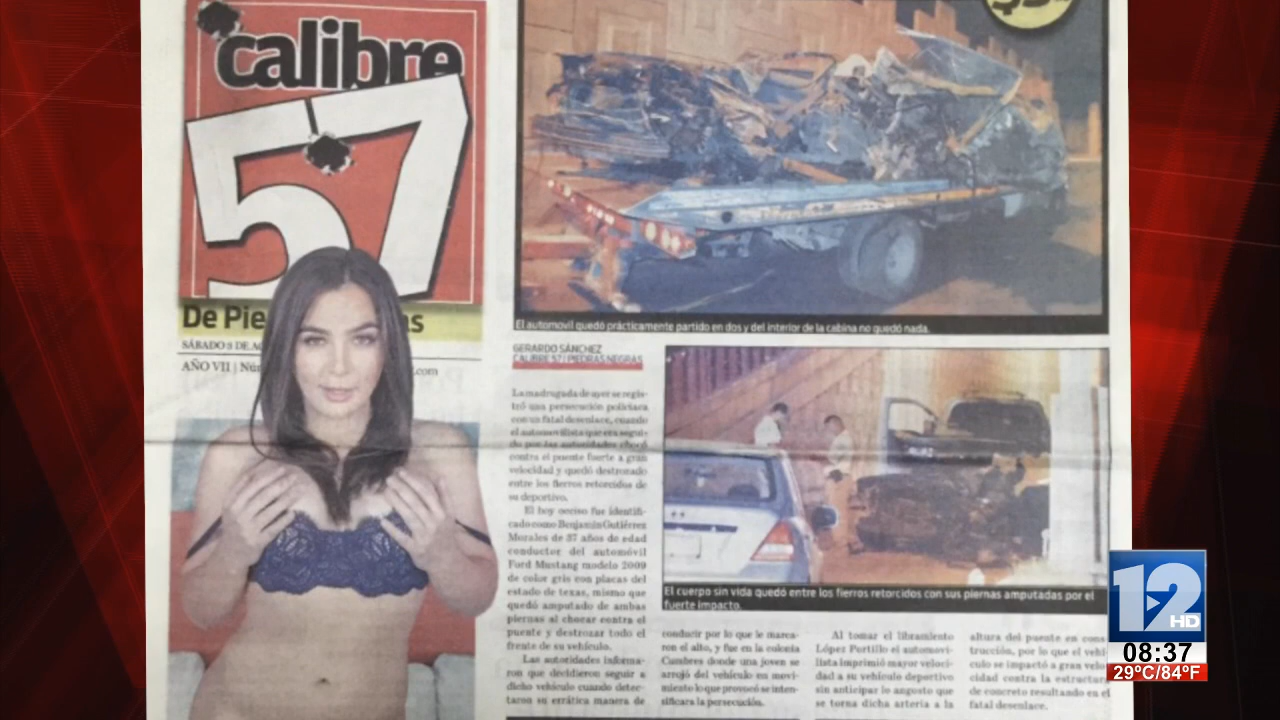 calibre
57
De Pie as
SÁBADO 2 DE AG
AÑO VII | Núm .com
El automovil quedó prácticamente partido en dos y del interior de la cabina no quedó nada.
GERARDO SÁNCHEZ
CALIBRE 57 | PIEDRAS NEGRAS
La madrugada de ayer se regis-
tró una persecución policiaca
con un fatal desenlace, cuando
el automovilista que era segui-
do por las autoridades chocó
contra el puente fuerte a gran
velocidad y quedó destrozado
entre los fierros retorcidos de
su deportivo.
El hoy occiso fue identifi-
cado como Benjamín Gutiérrez
Morales de 37 años de edad
conductor del automóvil
Ford Mustang modelo 2009
de color gris con placas del
estado de texas, mismo que
quedó amputado de ambas
piernas al chocar contra el
puente y destrozar todo el
frente de su vehículo.
Las autoridades informa-
ron que decidieron seguir a
dicho vehículo cuando detec-
taron su errática manera de
El cuerpo sin vida quedó entre los fierros retorcidos con sus piernas amputadas por el
fuerte impacto.
conducir por lo que le marca-
ron el alto, y fue en la colonia
Cumbres donde una joven se
arrojó del vehículo en movi-
miento lo que provocó se inten-
sificara la persecución.
Al tomar el libramiento
López Portillo el automovi-
lista imprimió mayor veloci-
dad a su vehículo deportivo
sin anticipar lo angosto que
se torna dicha arteria a la
altura del puente en cons-
trucción, por lo que el vehí-
culo se impactó a gran velo-
cidad contra la estructura
de concreto resultando en el
fatal desenlace.
12
HD
08:37
29°C/84°F